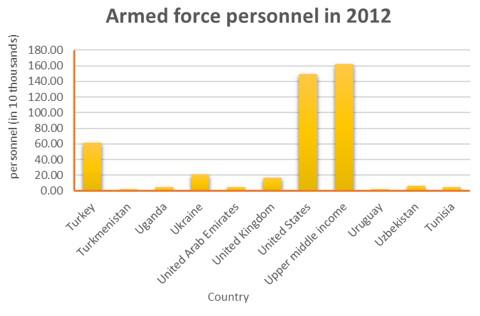 Armed force personnel in 2012
personnel (in 10 thousands)
180.00
160.00
140.00
120.00
100.00
80.00
60.00
40.00
20.00
0.00
Turkey
Turkmenistan
Uganda
Ukraine
United Arab Emirates
United Kingdom
United States
Upper middle income
Uruguay
Uzbekistan
Tunisia
Country